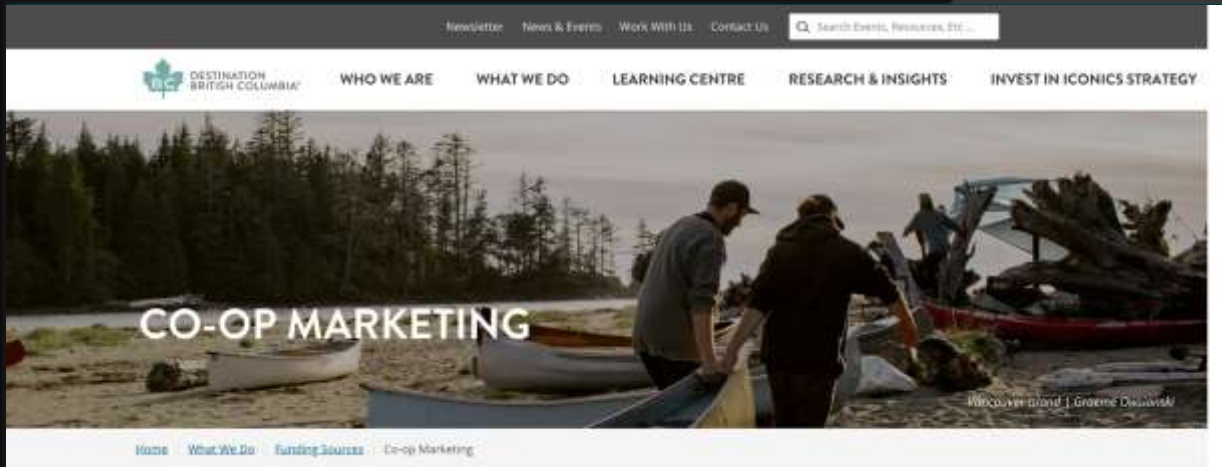 Newsletter News & Events Work With Us Contact Us Search Events, Resources, Etc...
BC DESTINATION
BRITISH COLUMBIA
WHO WE ARE WHAT WE DO LEARNING CENTRE RESEARCH & INSIGHTS INVEST IN ICONICS STRATEGY
CO-OP MARKETING
Vancouver Island | Graeme
Home What We Do Funding Sources Co-op Marketing